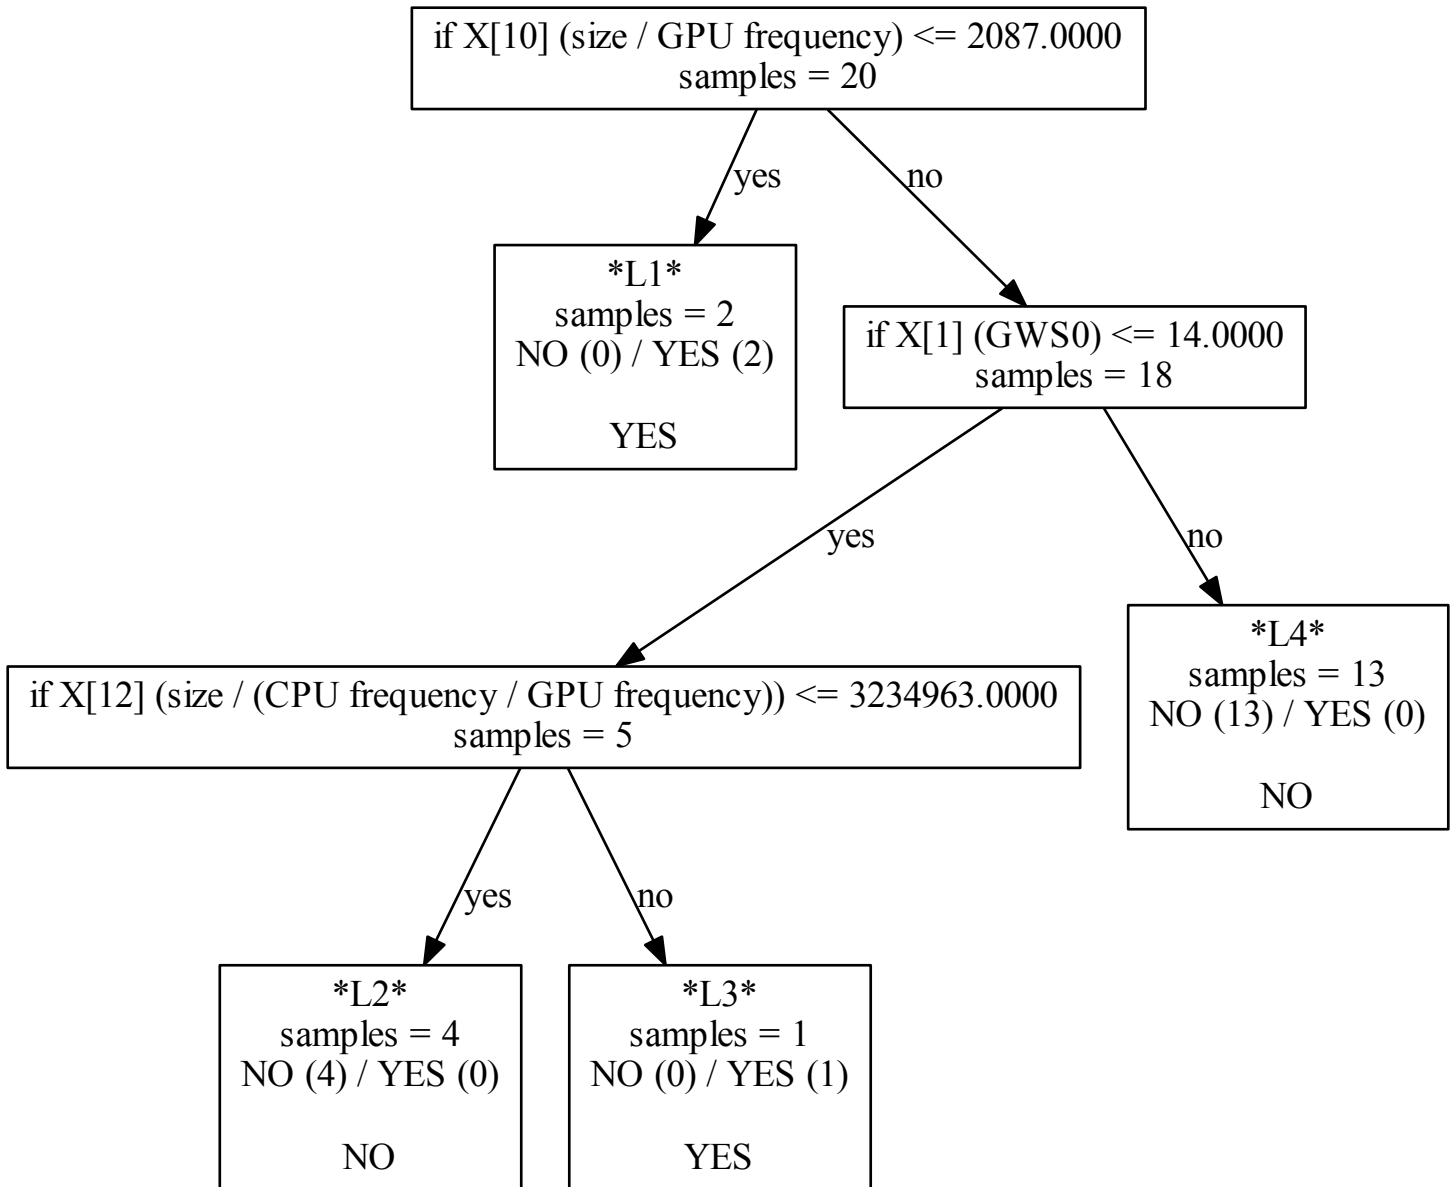 if X[10] (size / GPU frequency) <= 2087.0000
samples = 20
yes
no
*L1*
samples = 2
NO (0) / YES (2)
YES
if X[1] (GWS0) <= 14.0000
samples = 18
yes
no
*L4*
samples = 13
NO (13) / YES (0)
NO
if X[12] (size / (CPU frequency / GPU frequency)) <= 3234963.0000
samples = 5
yes
no
*L2*
samples = 4
NO (4) / YES (0)
NO
*L3*
samples = 1
NO (0) / YES (1)
YES